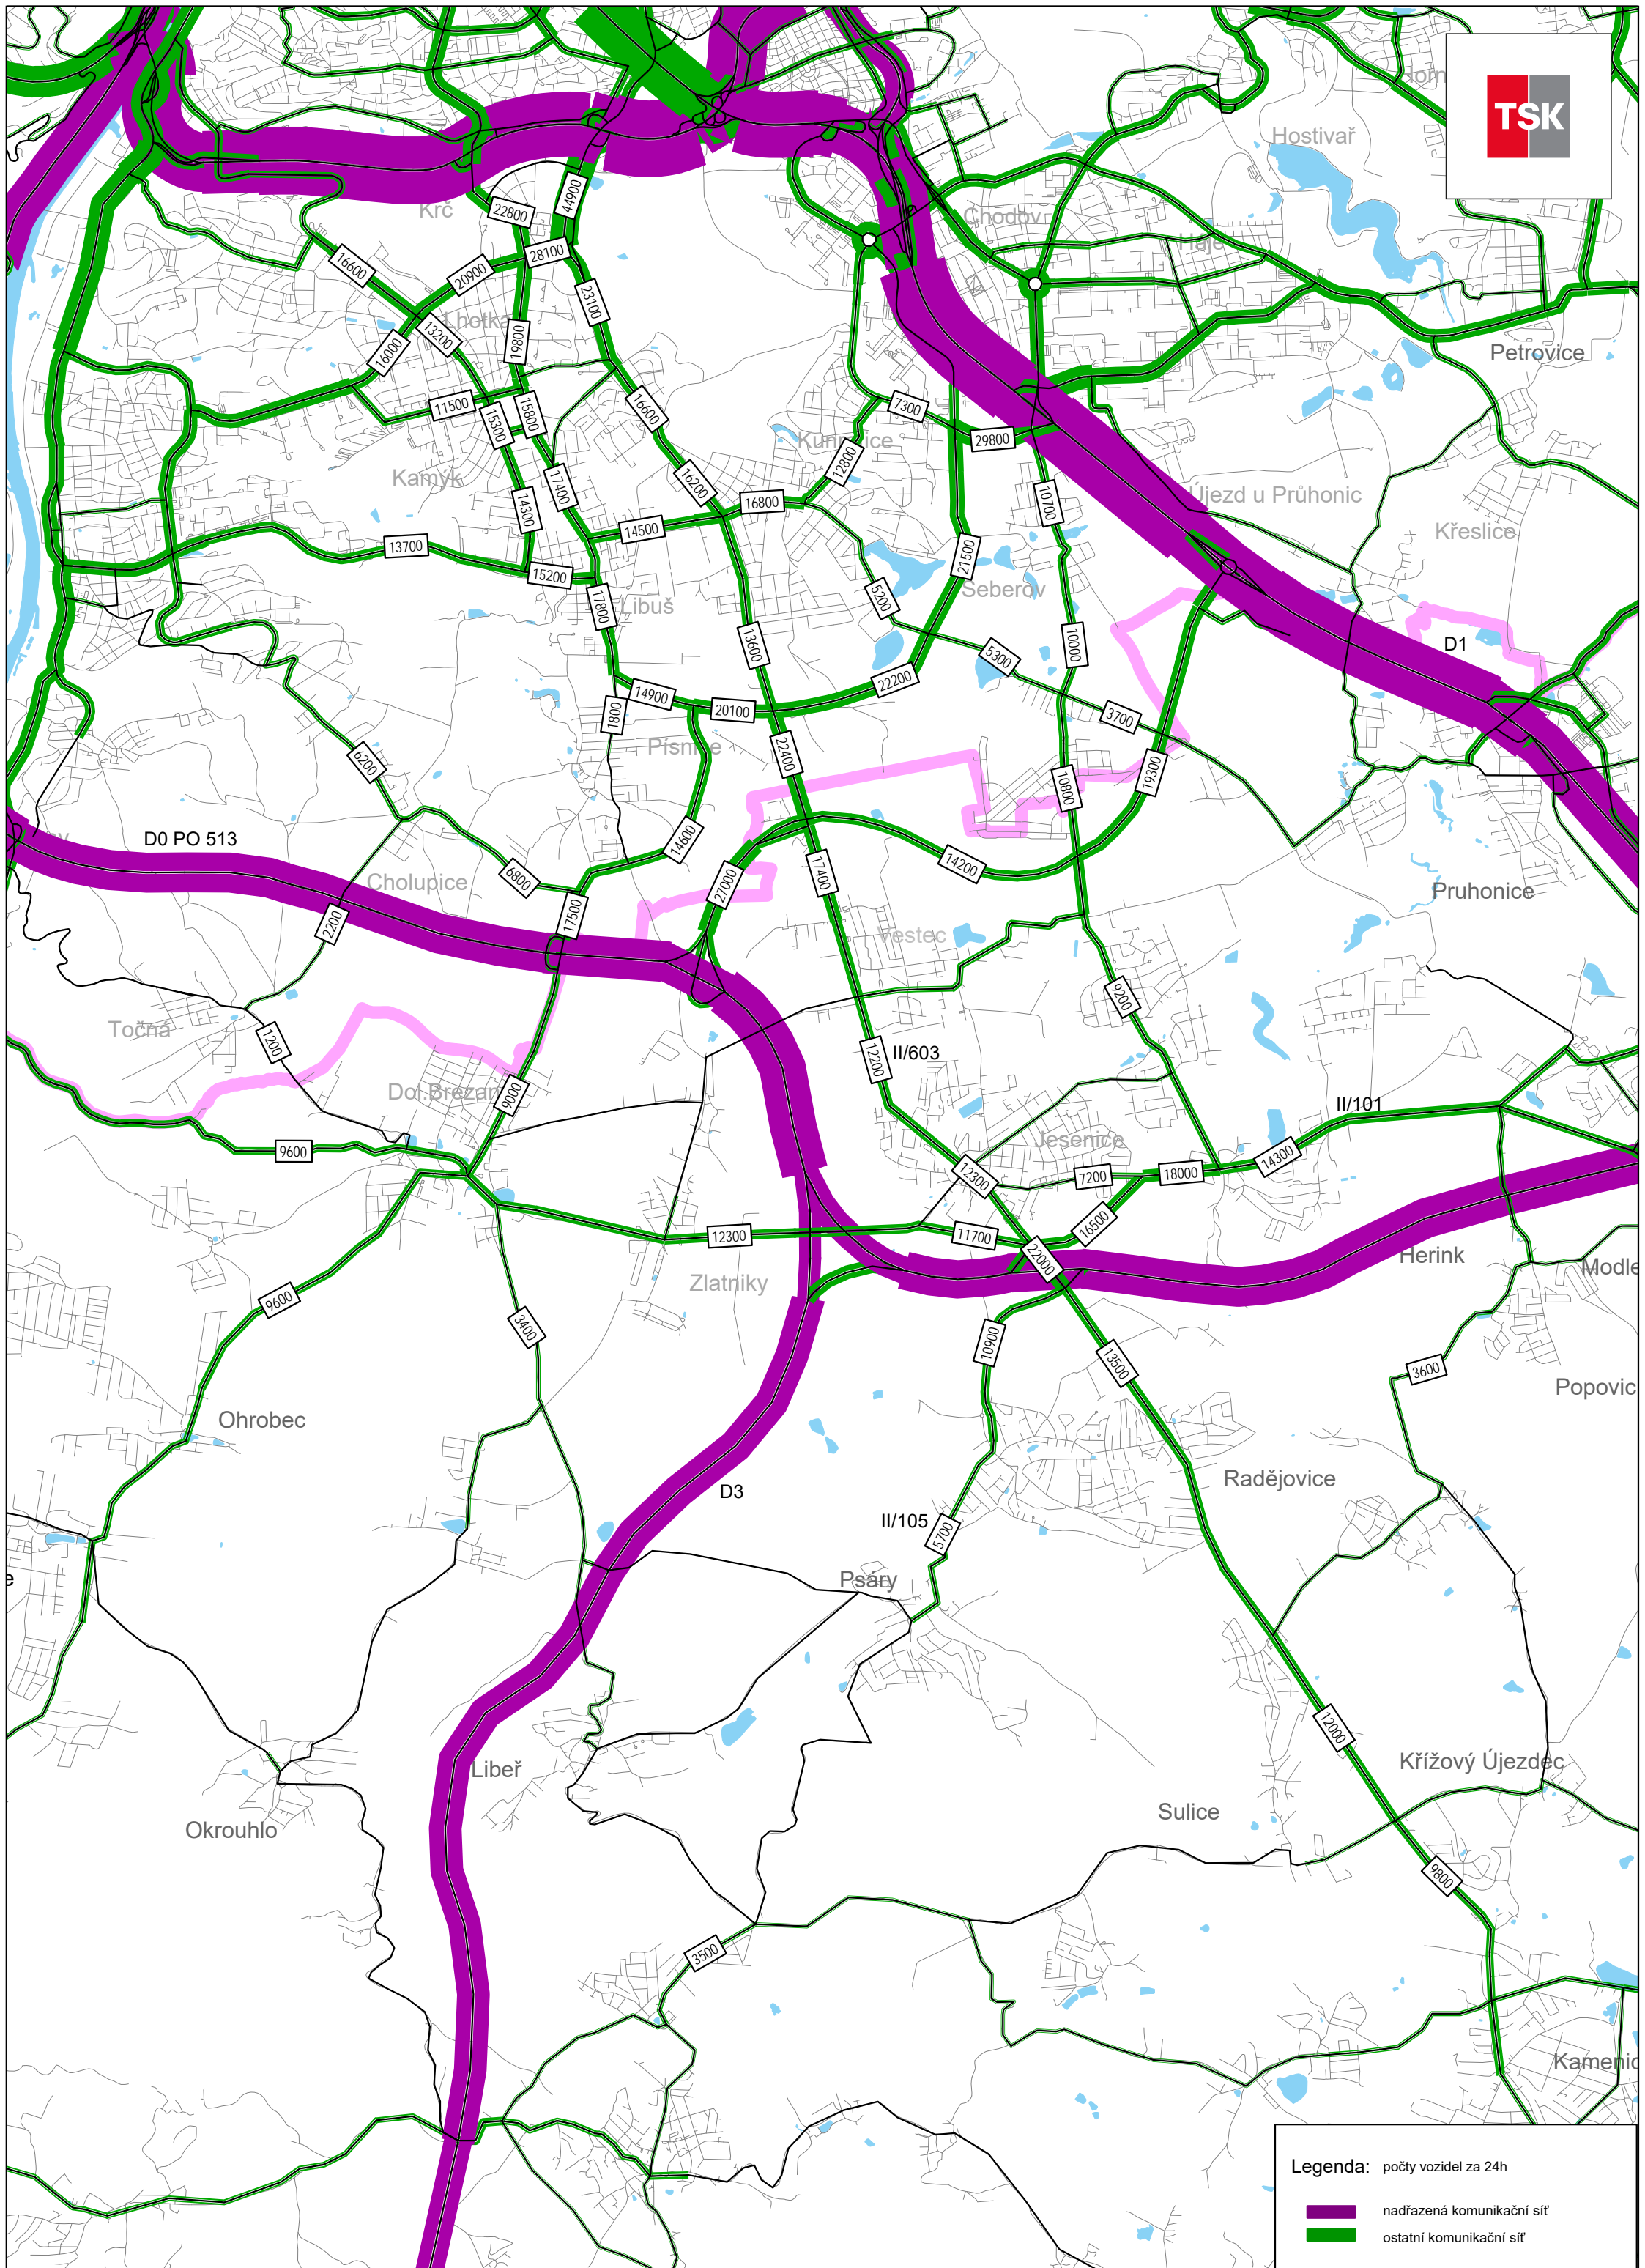 Horn
TSK
Hostivař
44900
Krč
22800
Chodov
Háje
28100
16600
20900
23100
Lhotka
13200
19800
16000
Petrovice
11500
15300
15800
16600
7300
29800
Kunratice
12800
Kamýk
16200
17400
14300
16800
10700
Újezd u Průhonic
14500
Křeslice
13700
15200
21500
Šeberov
5200
17800
Libuš
13600
10000
D1
5300
22200
14900
20100
1800
3700
Písnice
22400
6200
19300
10800
D0 PO 513
14600
14200
17400
6800
Cholupice
27000
Pruhonice
2200
17500
Vestec
9200
Točná
1200
12200
II/603
Dol.Brezan
9000
II/101
Jesenice
9600
14300
12300
7200
18000
16500
12300
11700
22000
Herink
Modle
Zlatniky
9600
3400
10900
13500
3600
Popovic
Ohrobec
Radějovice
D3
II/105
5700
Psáry
e
12000
Křížový Újezdec
Libeř
Sulice
Okrouhlo
9800
3500
Kamenic
Legenda: počty vozidel za 24h
nadřazená komunikační síť
ostatní komunikační síť